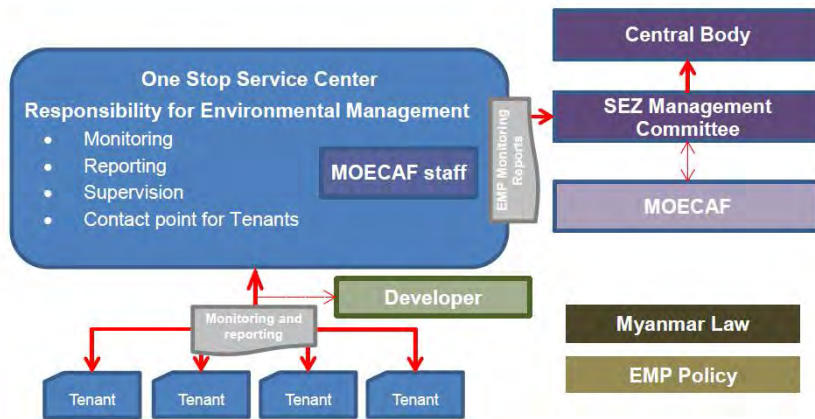 One Stop Service Center
Responsibility for Environmental Management
• Monitoring
• Reporting
• Supervision
• Contact point for Tenants
MOECAF staff
EMP Monitoring
Reports
Central Body
SEZ Management
Committee
MOECAF
Developer
Monitoring and
reporting
Myanmar Law
EMP Policy
Tenant
Tenant
Tenant
Tenant